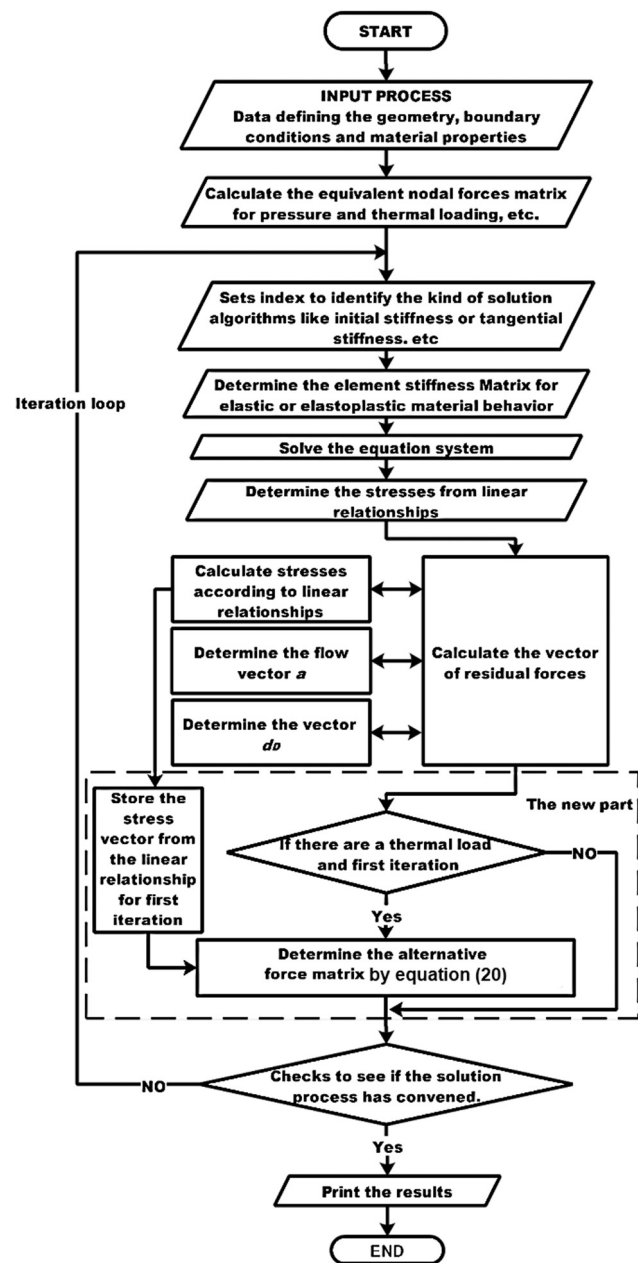 START
INPUT PROCESS
Data defining the geometry, boundary
conditions and material properties
Calculate the equivalent nodal forces matrix
for pressure and thermal loading, etc.
Sets index to identify the kind of solution
algorithms like initial stiffness or tangential
stiffness. etc
Iteration loop
Determine the element stiffness Matrix for
elastic or elastoplastic material behavior
Solve the equation system
Determine the stresses from linear
relationships
Calculate stresses
according to linear
relationships
Determine the flow
vector a
Determine the vector
dD
Calculate the vector
of residual forces
The new part
Store the
stress
vector from
the linear
relationship
for first
iteration
If there are a thermal load
and first iteration
NO
Yes
Determine the alternative
force matrix by equation (20)
Checks to see if the solution
process has convened.
NO
Yes
Print the results
END